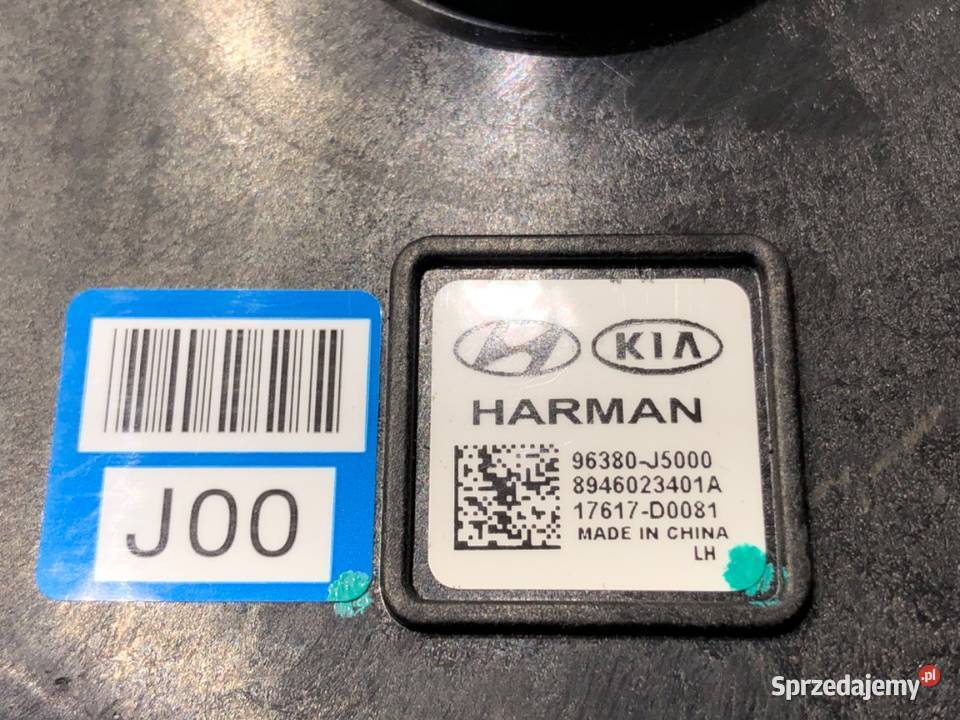 J00
KIA
HARMAN
96380-J5000
8946023401A
17617-D0081
MADE IN CHINA
LH
Sprzedajemy.pl